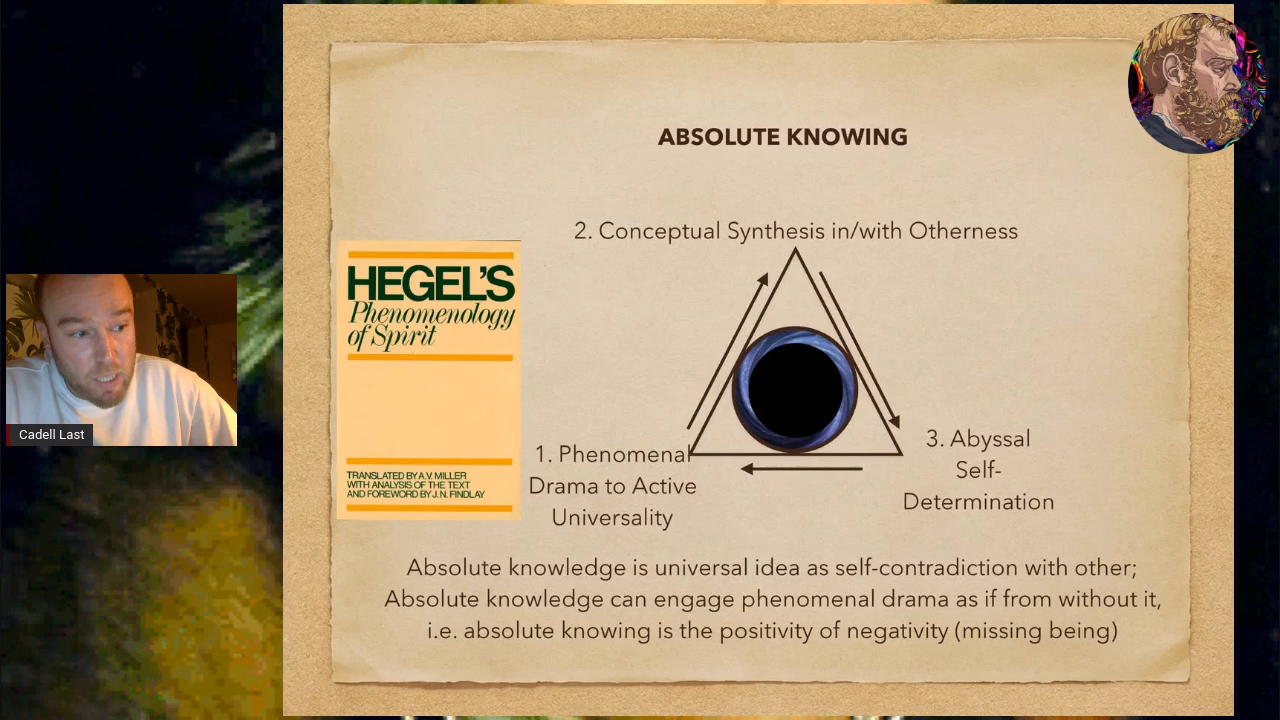 ABSOLUTE KNOWING
2. Conceptual Synthesis in/with Otherness
HEGEL'S
Phenomenology
of Spirit
TRANSLATED BY A.V. MILLER
WITH ANALYSIS OF THE TEXT
AND FOREWORD BY J. N. FINDLAY
Cadell Last
1. Phenomenal
Drama to Active
Universality
3. Abyssal
Self-
Determination
Absolute knowledge is universal idea as self-contradiction with other;
Absolute knowledge can engage phenomenal drama as if from without it,
i.e. absolute knowing is the positivity of negativity (missing being)